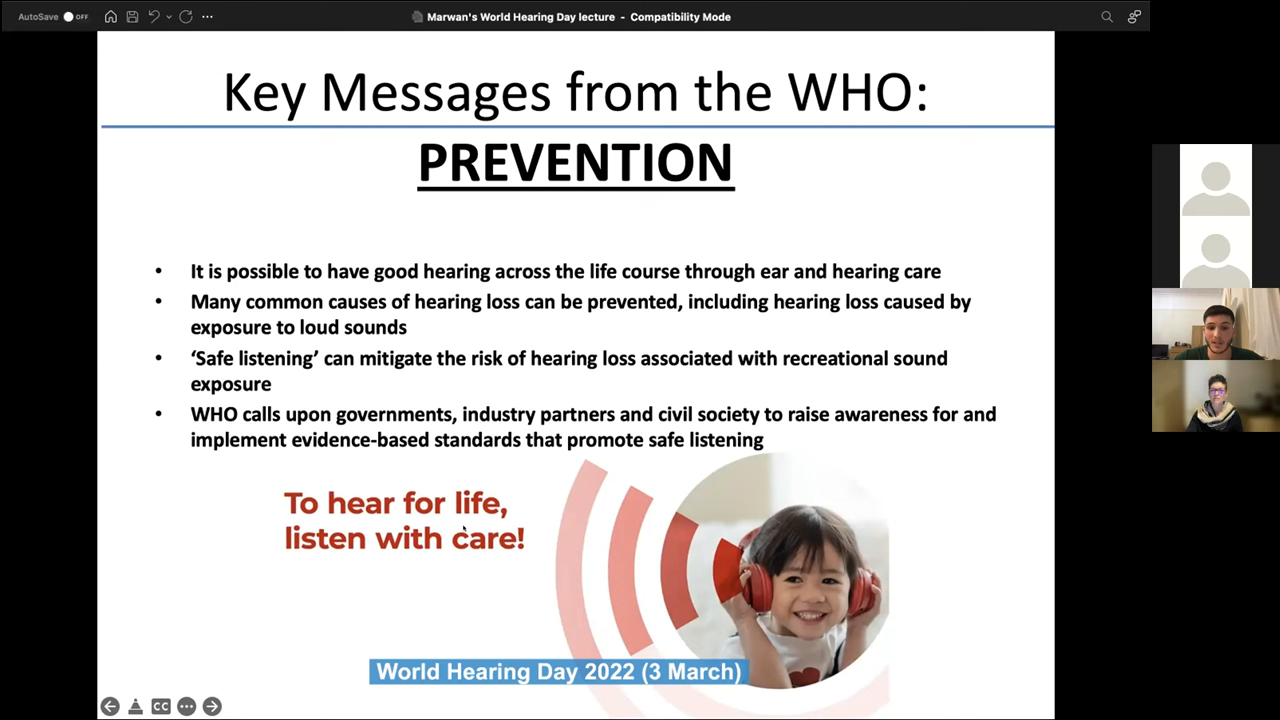 AutoSave OFF
Marwan's World Hearing Day lecture - Compatibility Mode
Key Messages from the WHO:
PREVENTION
• It is possible to have good hearing across the life course through ear and hearing care
• Many common causes of hearing loss can be prevented, including hearing loss caused by
exposure to loud sounds
• ‘Safe listening’ can mitigate the risk of hearing loss associated with recreational sound
exposure
• WHO calls upon governments, industry partners and civil society to raise awareness for and
implement evidence-based standards that promote safe listening
To hear for life,
listen with care!
World Hearing Day 2022 (3 March)
CC